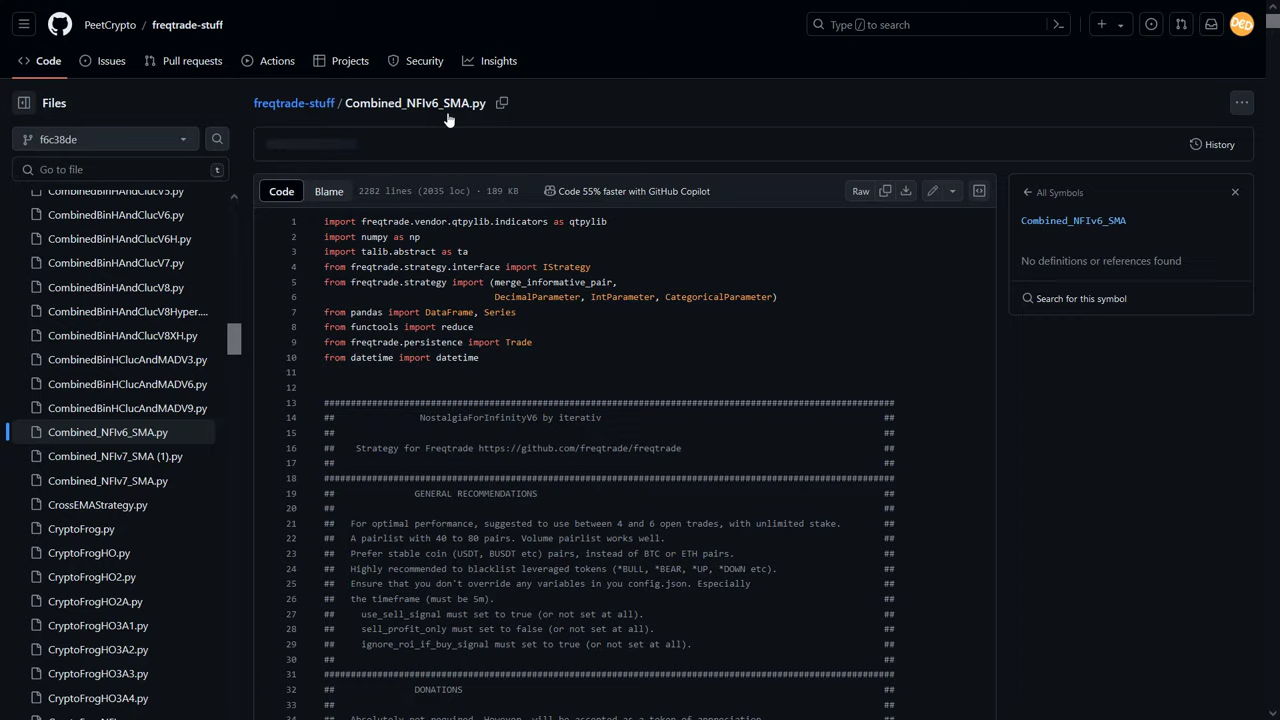 PeetCrypto / freqtrade-stuff
Type / to search
DED
Code
Issues
Pull requests
Actions
Projects
Security
Insights
Files
freqtrade-stuff / Combined_NFIv6_SMA.py
f6c38de
History
Go to file t
CombinedBinHAndClucV5.py
CombinedBinHAndClucV6.py
CombinedBinHAndClucV6H.py
CombinedBinHAndClucV7.py
CombinedBinHAndClucV8.py
CombinedBinHAndClucV8Hyper....
CombinedBinHAndClucV8XH.py
CombinedBinHClucAndMADV3.py
CombinedBinHClucAndMADV6.py
CombinedBinHClucAndMADV9.py
Combined_NFIv6_SMA.py
Combined_NFIv7_SMA (1).py
Combined_NFIv7_SMA.py
CrossEMAStrategy.py
CryptoFrog.py
CryptoFrogHO.py
CryptoFrogHO2.py
CryptoFrogHO2A.py
CryptoFrogHO3A1.py
CryptoFrogHO3A2.py
CryptoFrogHO3A3.py
CryptoFrogHO3A4.py
Code Blame 2282 lines (2035 loc) · 189 KB Code 55% faster with GitHub Copilot Raw
1 import freqtrade.vendor.qtpylib.indicators as qtpylib
2 import numpy as np
3 import talib.abstract as ta
4 from freqtrade.strategy.interface import IStrategy
5 from freqtrade.strategy import (merge_informative_pair,
6 DecimalParameter, IntParameter, CategoricalParameter)
7 from pandas import DataFrame, Series
8 from functools import reduce
9 from freqtrade.persistence import Trade
10 from datetime import datetime
11
12
13 ###########################################################################################################
14 ## NostalgiaForInfinityV6 by iterativ ##
15 ## ##
16 ## Strategy for Freqtrade https://github.com/freqtrade/freqtrade ##
17 ## ##
18 ###########################################################################################################
19 ## GENERAL RECOMMENDATIONS ##
20 ## ##
21 ## For optimal performance, suggested to use between 4 and 6 open trades, with unlimited stake. ##
22 ## A pairlist with 40 to 80 pairs. Volume pairlist works well. ##
23 ## Prefer stable coin (USDT, BUSDT etc) pairs, instead of BTC or ETH pairs. ##
24 ## Highly recommended to blacklist leveraged tokens (*BULL, *BEAR, *UP, *DOWN etc). ##
25 ## Ensure that you don't override any variables in you config.json. Especially ##
26 ## the timeframe (must be 5m). ##
27 ## use_sell_signal must set to true (or not set at all). ##
28 ## sell_profit_only must set to false (or not set at all). ##
29 ## ignore_roi_if_buy_signal must set to true (or not set at all). ##
30 ## ##
31 ###########################################################################################################
32 ## DONATIONS ##
33 ## ##
34 ## Absolutely not required. However, will be accepted as a token of appreciation. ##
All Symbols
Combined_NFIv6_SMA
No definitions or references found
Search for this symbol